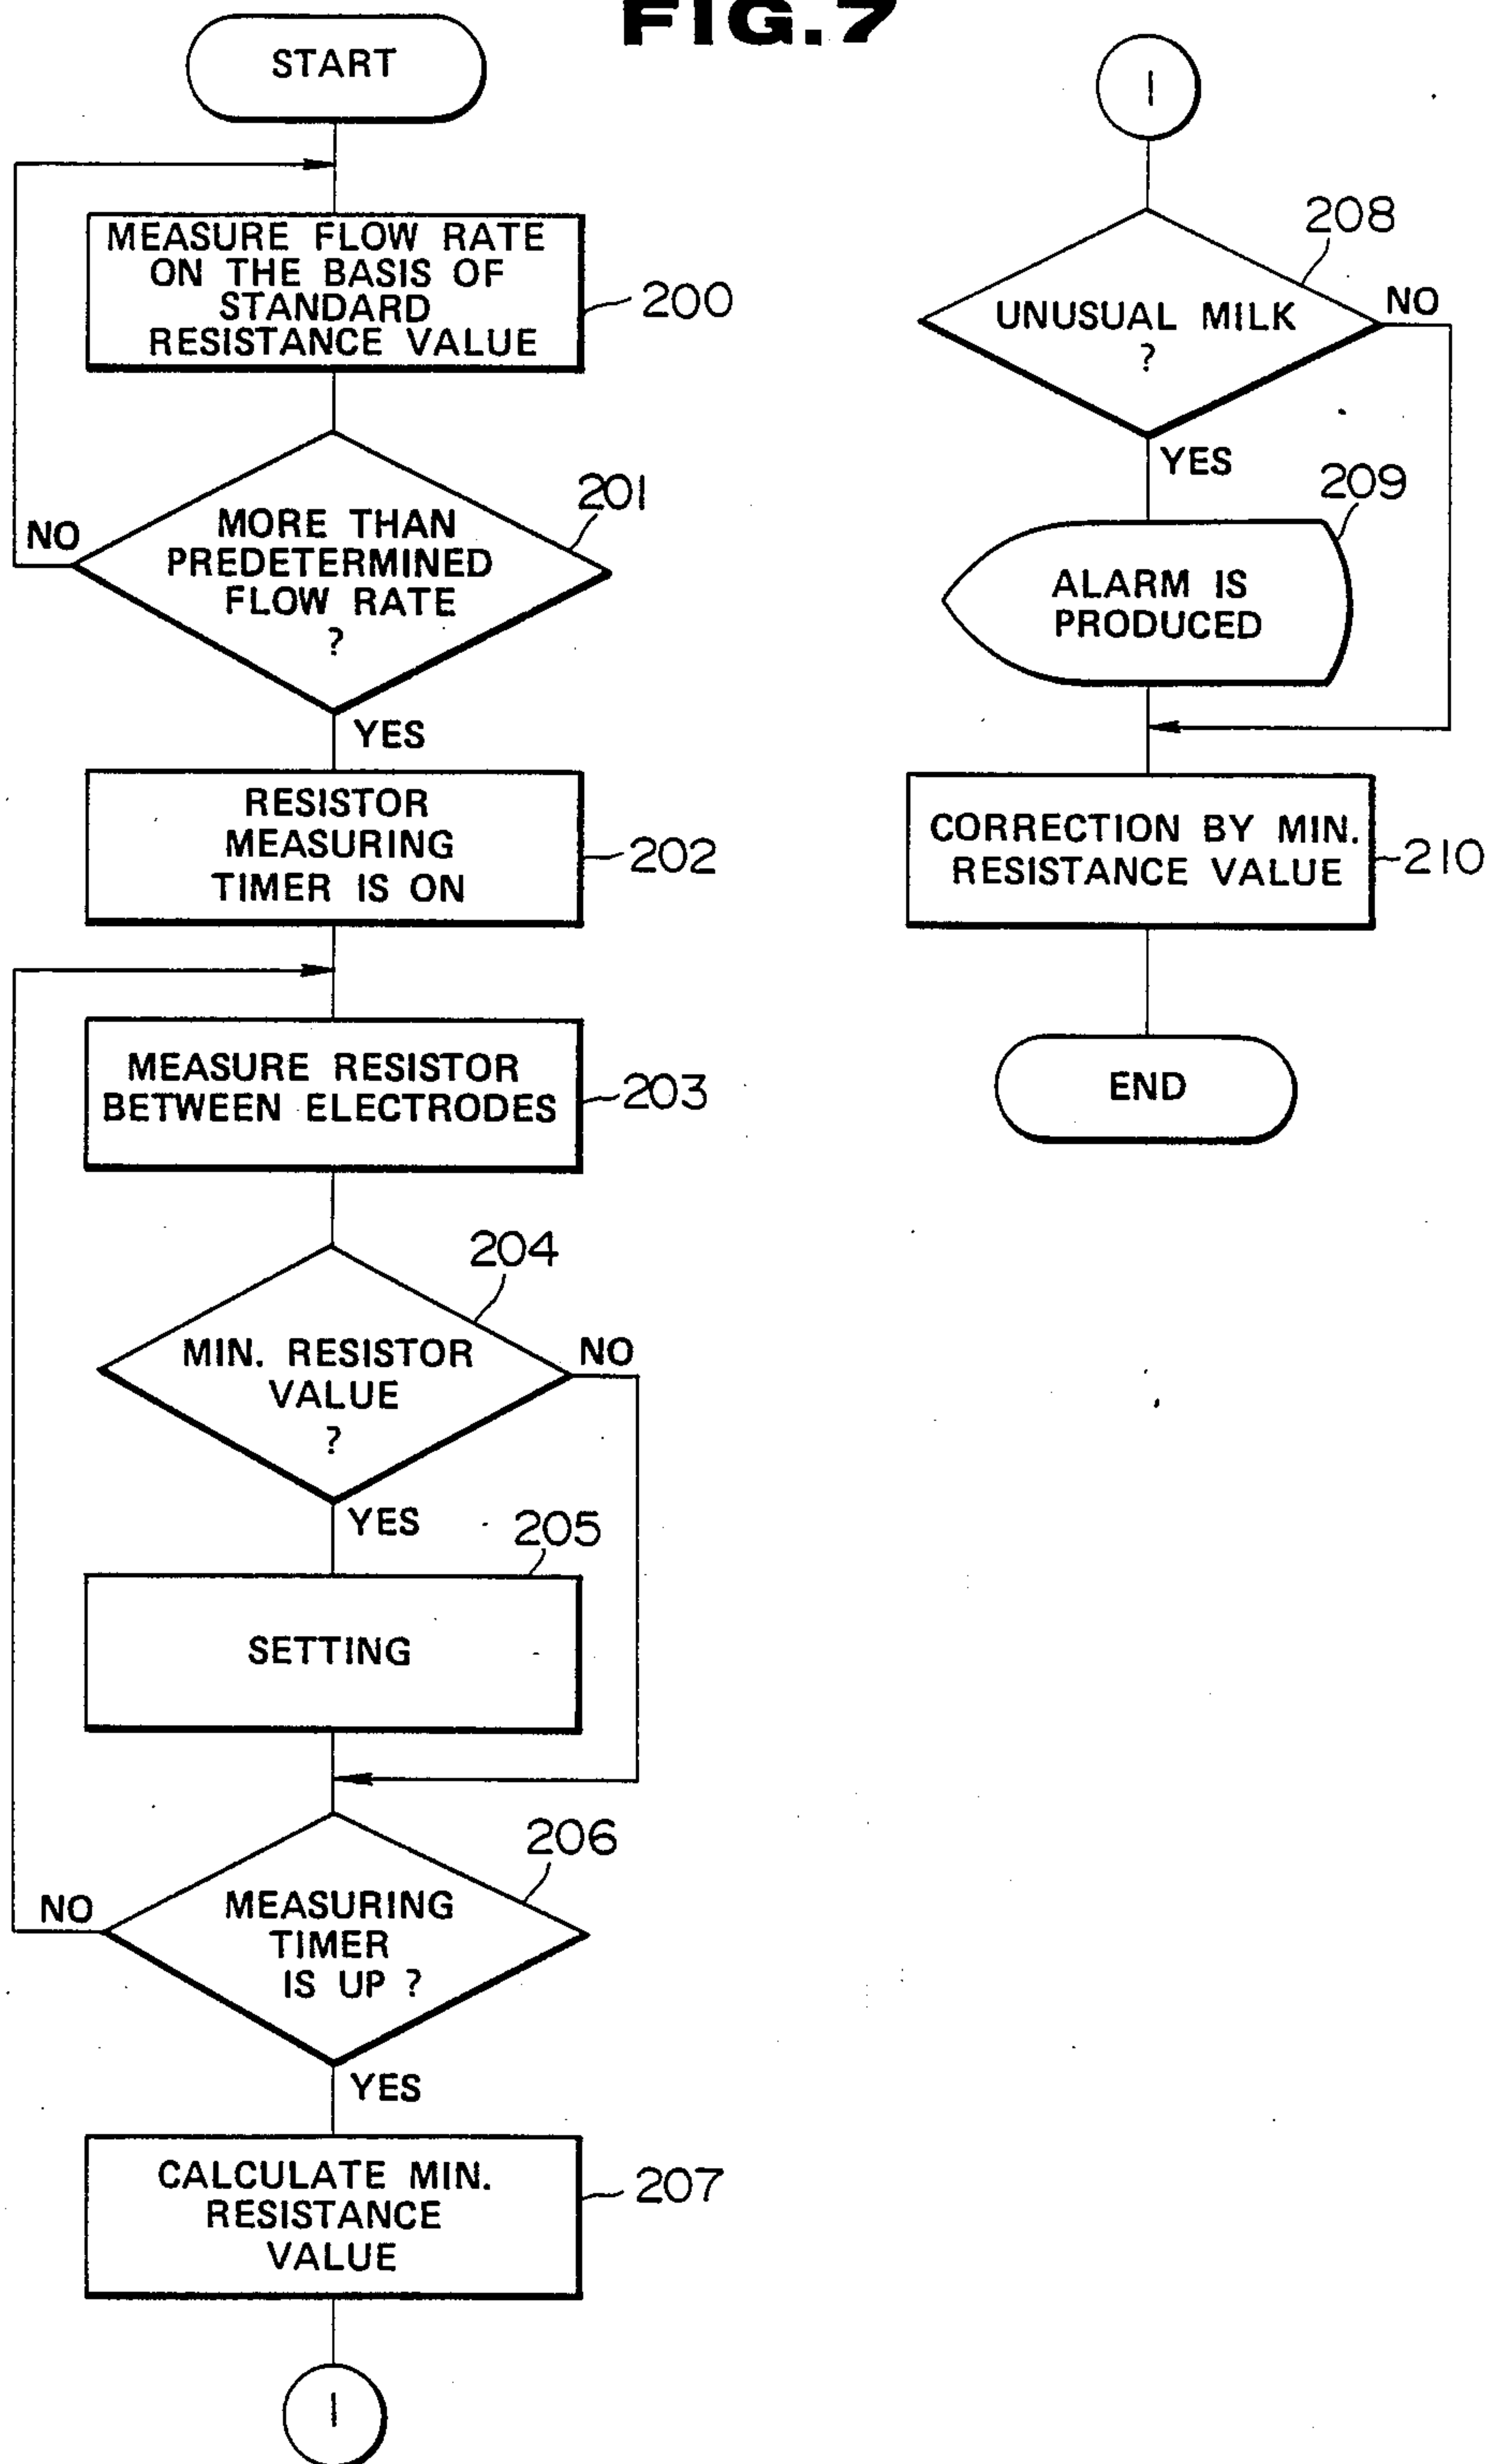 FIG.7
START
MEASURE FLOW RATE
ON THE BASIS OF
STANDARD
RESISTANCE VALUE
200
MORE THAN
PREDETERMINED
FLOW RATE
?
201
NO
YES
RESISTOR
MEASURING
TIMER IS ON
202
MEASURE RESISTOR
BETWEEN ELECTRODES
203
204
MIN. RESISTOR
VALUE
?
NO
YES
205
SETTING
206
MEASURING
TIMER
IS UP ?
NO
YES
CALCULATE MIN.
RESISTANCE
VALUE
207
1
1
208
UNUSUAL MILK
?
NO
YES
209
ALARM IS
PRODUCED
CORRECTION BY MIN.
RESISTANCE VALUE
210
END